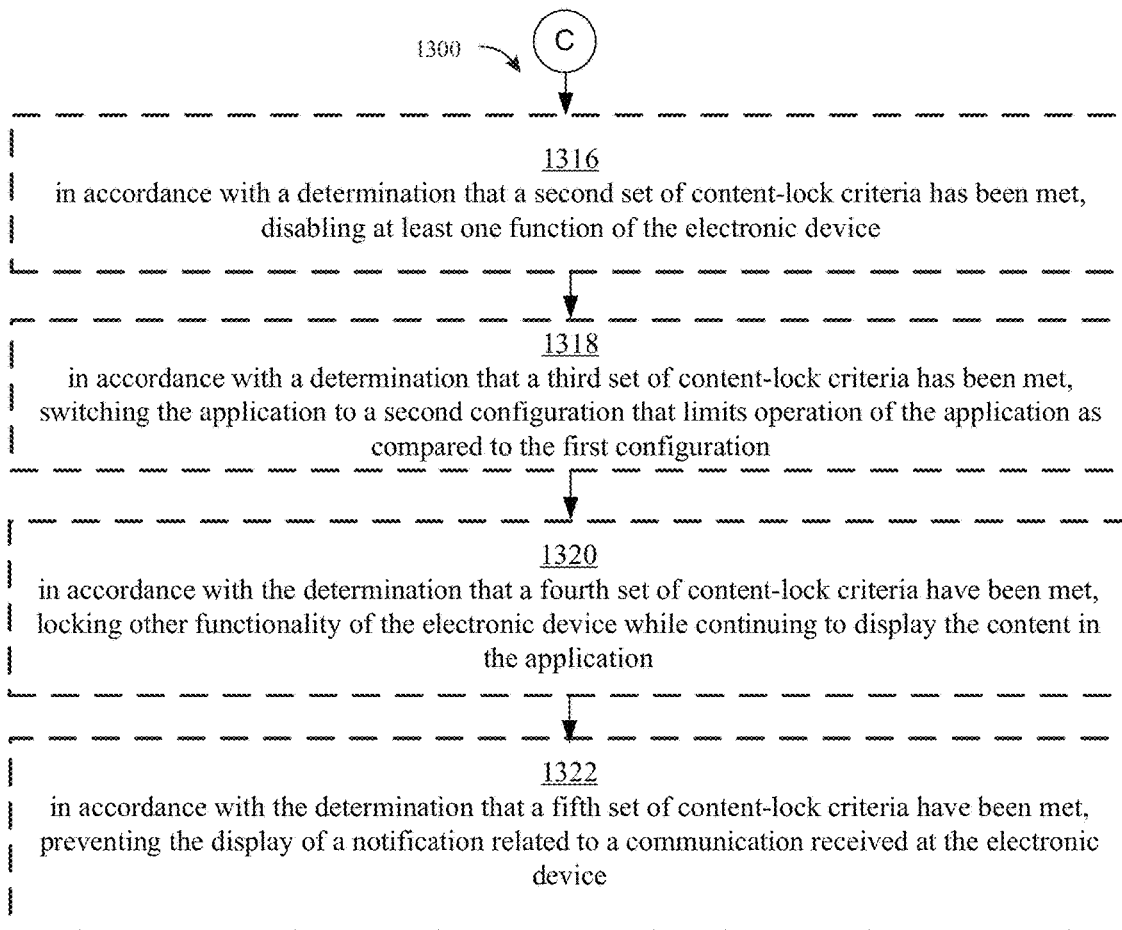 C
1300
1316
in accordance with a determination that a second set of content-lock criteria has been met,
disabling at least one function of the electronic device
1318
in accordance with a determination that a third set of content-lock criteria has been met,
switching the application to a second configuration that limits operation of the application as
compared to the first configuration
1320
in accordance with the determination that a fourth set of content-lock criteria have been met,
locking other functionality of the electronic device while continuing to display the content in
the application
1322
in accordance with the determination that a fifth set of content-lock criteria have been met,
preventing the display of a notification related to a communication received at the electronic
device